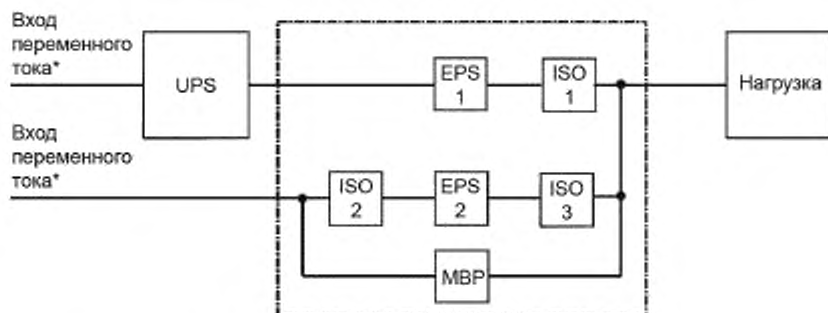 Вход
переменного
тока*
UPS
EPS
1
ISO
1
Нагрузка
Вход
переменного
тока*
ISO
2
EPS
2
ISO
3
MBP